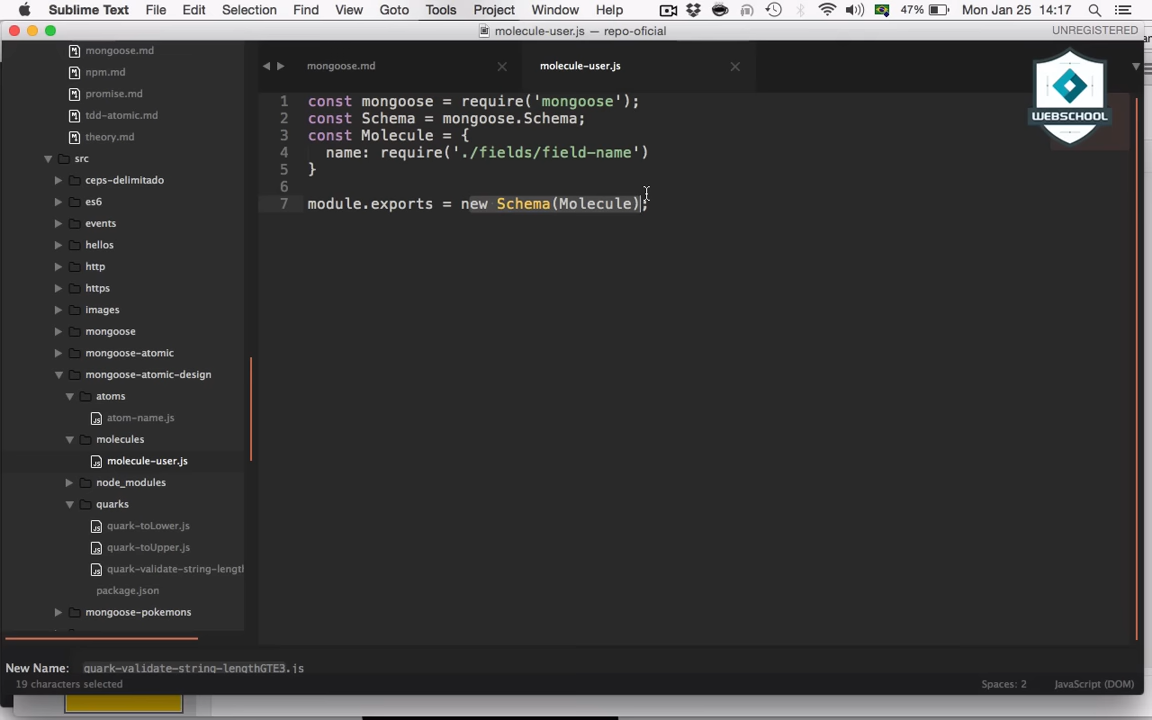 Sublime Text File Edit Selection Find View Goto Tools Project Window Help 47% Mon Jan 25 14:17
molecule-user.js — repo-oficial UNREGISTERED
mongoose.md
npm.md
promise.md
tdd-atomic.md
theory.md
src
ceps-delimitado
es6
events
hellos
http
https
images
mongoose
mongoose-atomic
mongoose-atomic-design
atoms
atom-name.js
molecules
molecule-user.js
node_modules
quarks
quark-toLower.js
quark-toUpper.js
quark-validate-string-lengtl
package.json
mongoose-pokemons
mongoose.md molecule-user.js
WEBSCHOOL
1 const mongoose = require('mongoose');
2 const Schema = mongoose.Schema;
3 const Molecule = {
4 name: require('./fields/field-name')
5 }
6
7 module.exports = new Schema(Molecule);
New Name: quark-validate-string-lengthGTE3.js
19 characters selected Spaces: 2 JavaScript (DOM)